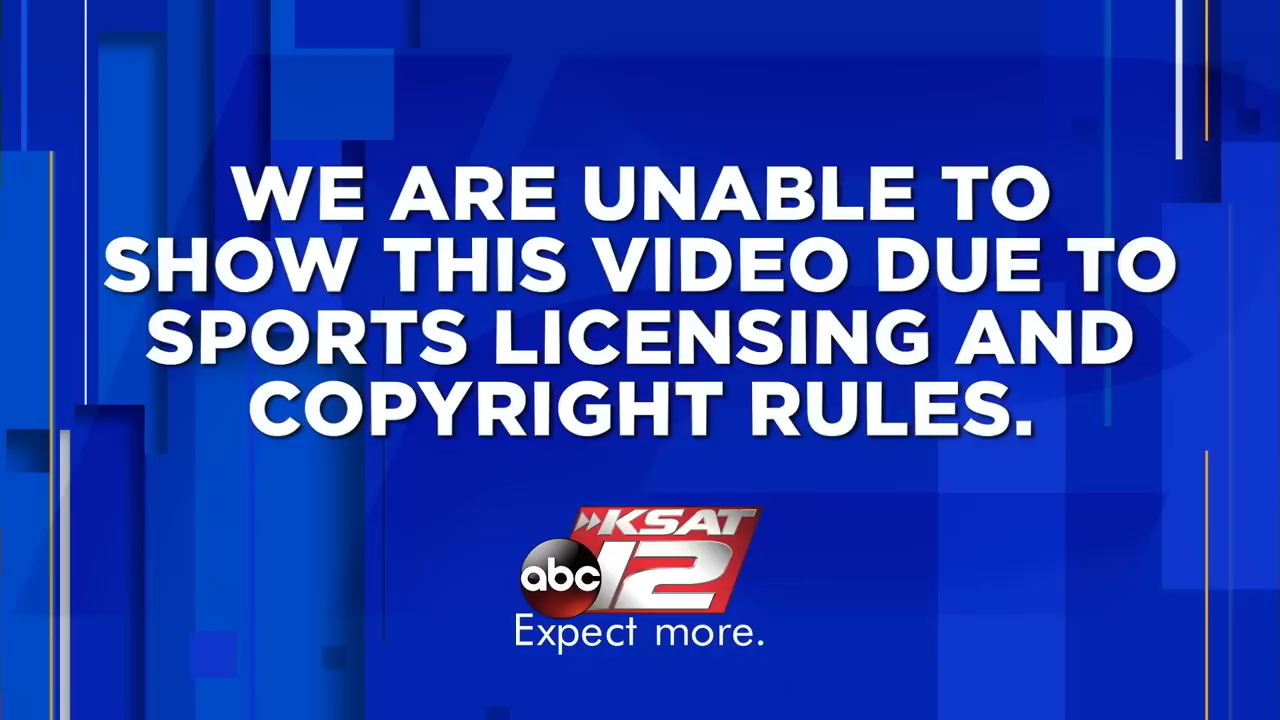 WE ARE UNABLE TO
SHOW THIS VIDEO DUE TO
SPORTS LICENSING AND
COPYRIGHT RULES.
KSAT
abc 12
Expect more.